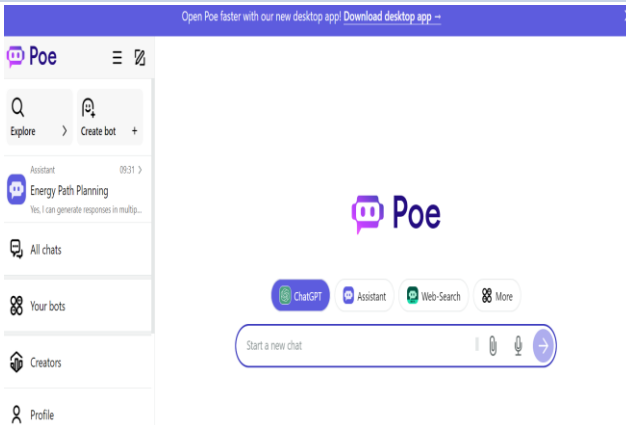 Open Poe faster with our new desktop app! Download desktop app →
Poe
Explore
Create bot +
Assistant 09:31
Energy Path Planning
Yes, I can generate responses in multip...
All chats
Your bots
Creators
Profile
Poe
ChatGPT Assistant Web-Search More
Start a new chat